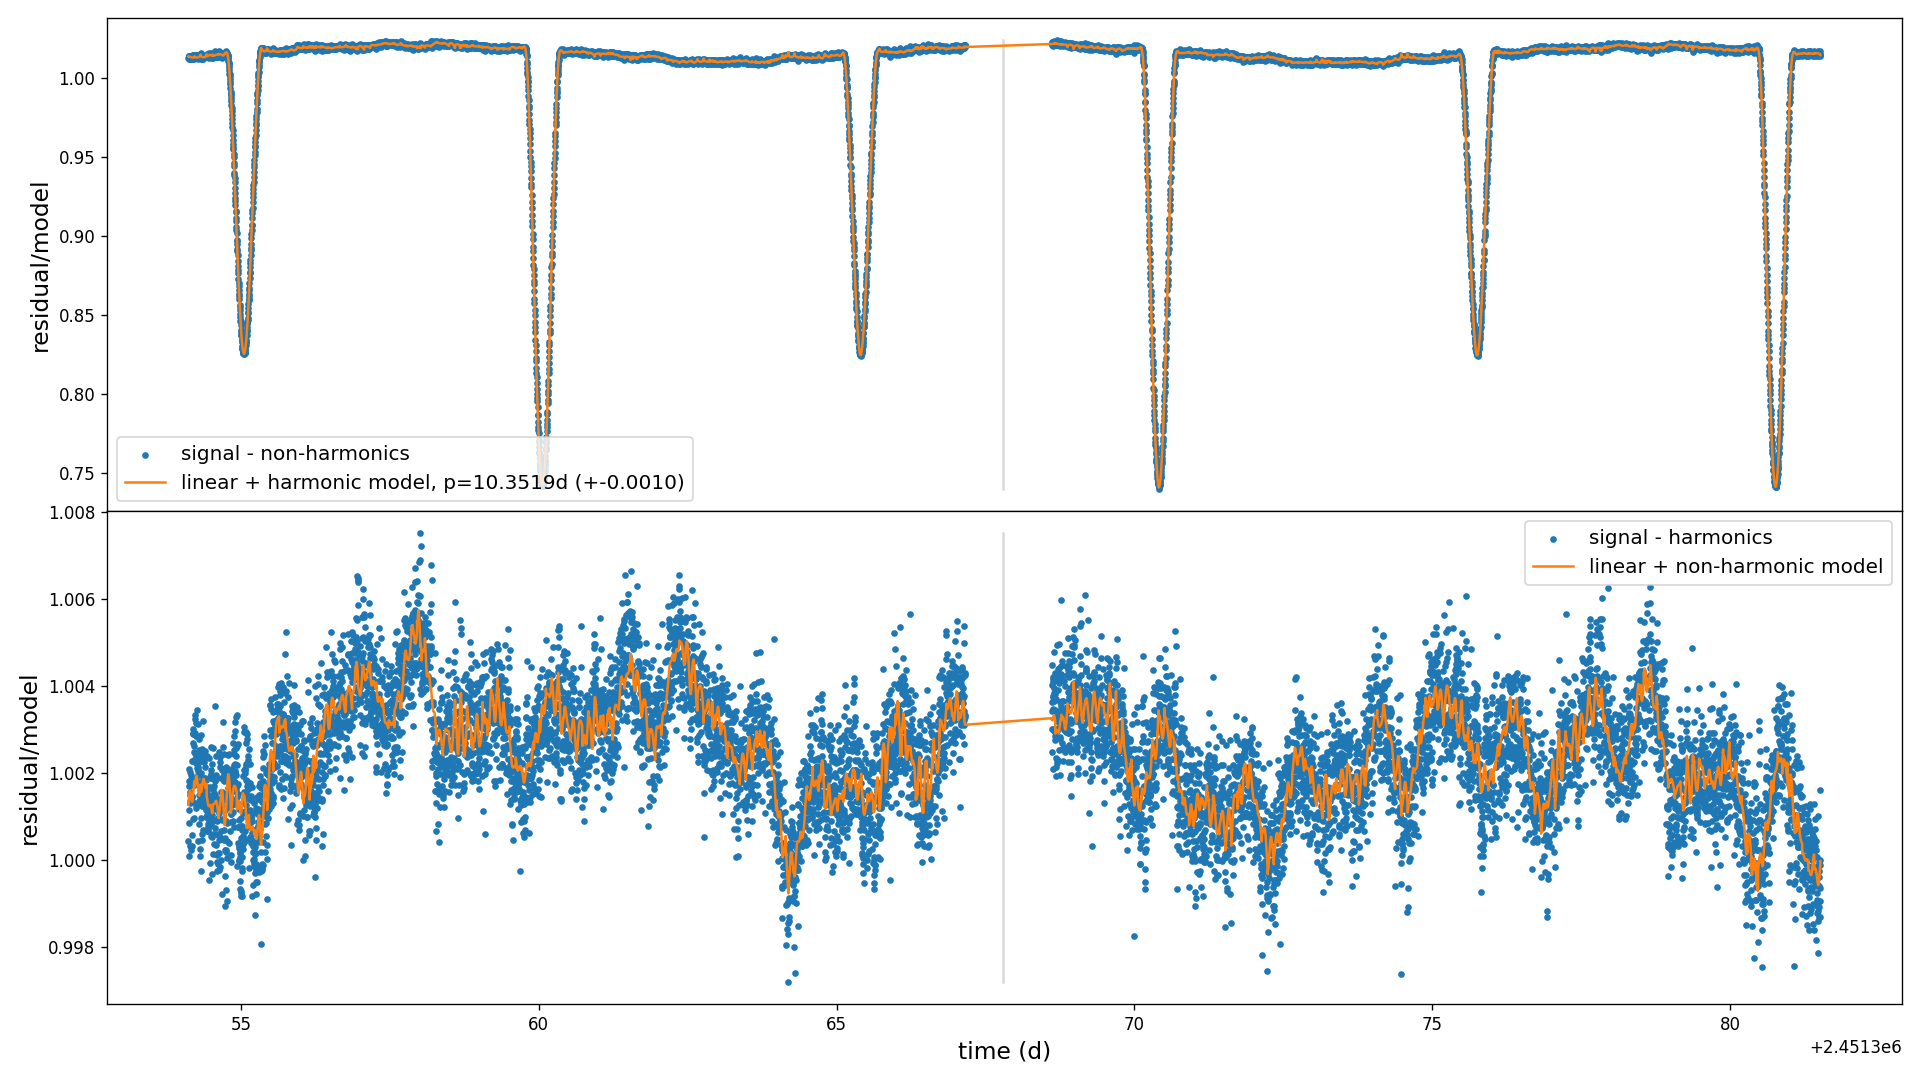 residual/model
1.00
0.95
0.90
0.85
0.80
0.75
signal - non-harmonics
linear + harmonic model, p=10.3519d (+-0.0010)
residual/model
1.008
1.006
1.004
1.002
1.000
0.998
signal - harmonics
linear + non-harmonic model
55 60 65 70 75 80
time (d)
+2.4513e6